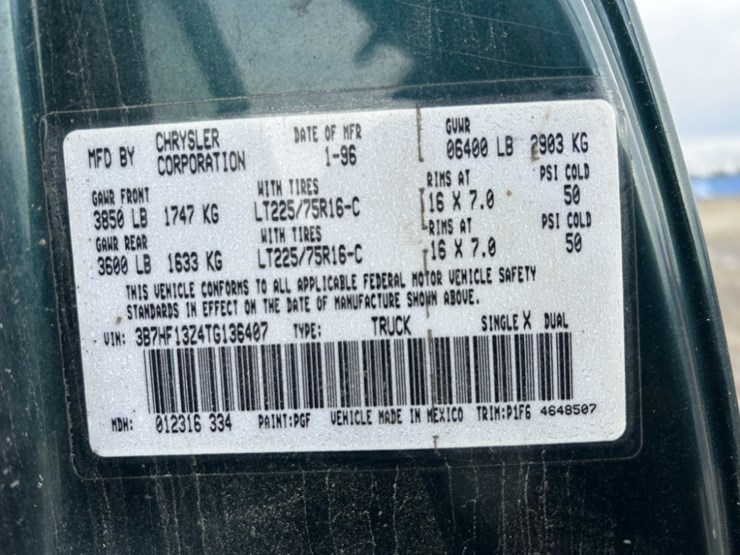 MFD BY CHRYSLER CORPORATION DATE OF MFR 1-96 GVWR 06400 LB 2903 KG
GAWR FRONT WITH TIRES RIMS AT PSI COLD
3850 LB 1747 KG LT225/75R16-C 16 X 7.0 50
GAWR REAR WITH TIRES RIMS AT PSI COLD
3600 LB 1633 KG LT225/75R16-C 16 X 7.0 50
THIS VEHICLE CONFORMS TO ALL APPLICABLE FEDERAL MOTOR VEHICLE SAFETY
STANDARDS IN EFFECT ON THE DATE OF MANUFACTURE SHOWN ABOVE.
VIN: 3B7HF13Z4TG136407 TYPE: TRUCK SINGLE X DUAL
MDH: 012316 334 PAINT:PGF VEHICLE MADE IN MEXICO TRIM:P1F6 4648507